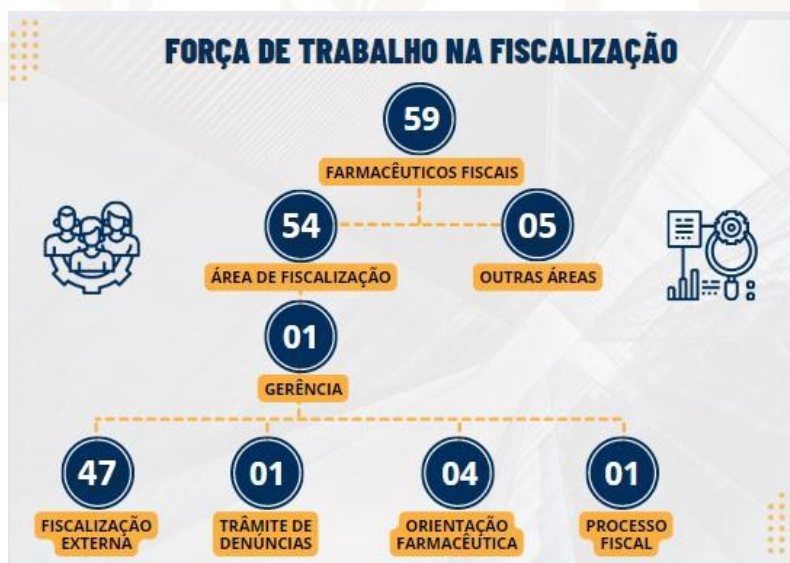 FORÇA DE TRABALHO NA FISCALIZAÇÃO
59
FARMACÊUTICOS FISCAIS
54
ÁREA DE FISCALIZAÇÃO
05
OUTRAS ÁREAS
01
GERÊNCIA
47
FISCALIZAÇÃO
EXTERNA
01
TRÂMITE DE
DENÚNCIAS
04
ORIENTAÇÃO
FARMACÊUTICA
01
PROCESSO
FISCAL